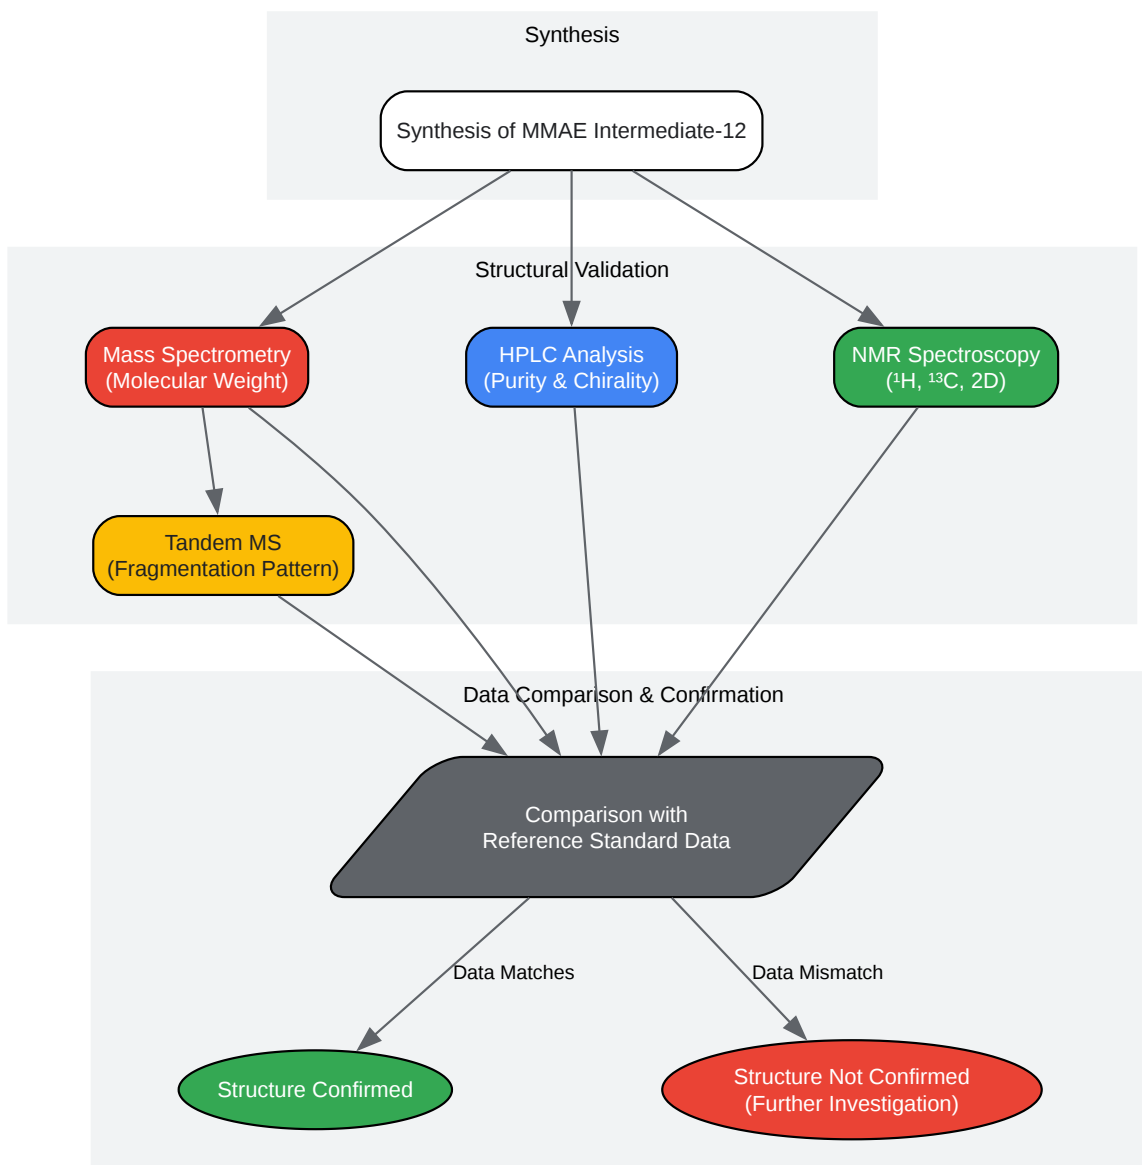 Synthesis
Synthesis of MMAE Intermediate-12
Structural Validation
Mass Spectrometry
(Molecular Weight)
HPLC Analysis
(Purity & Chirality)
NMR Spectroscopy
(¹H, ¹³C, 2D)
Tandem MS
(Fragmentation Pattern)
Data Comparison & Confirmation
Comparison with
Reference Standard Data
Data Matches
Data Mismatch
Structure Confirmed
Structure Not Confirmed
(Further Investigation)